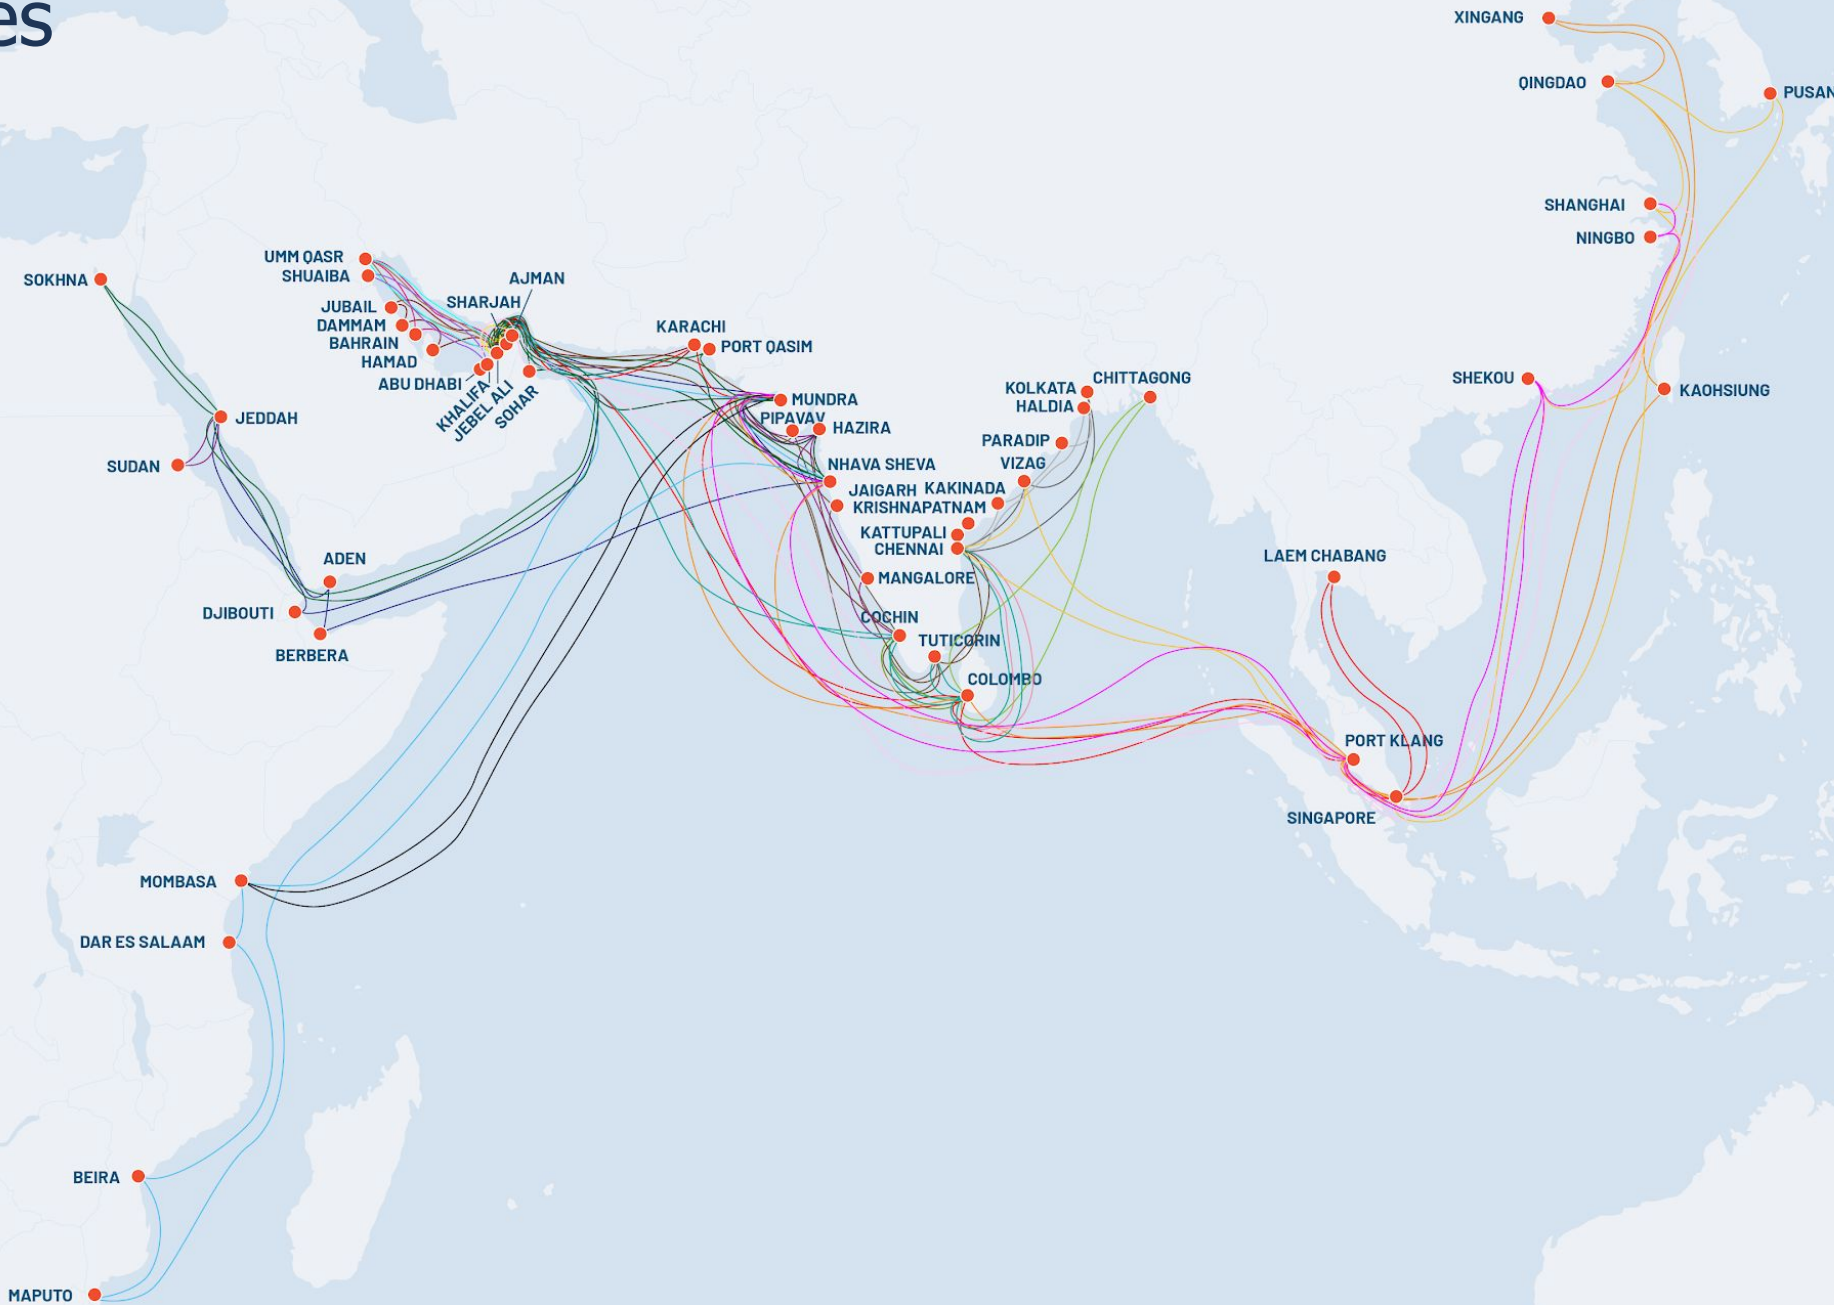 es
XINGANG
QINGDAO
PUSAN
SHANGHAI
NINGBO
UMM QASR
SHUAIBA
SOKHNA
AJMAN
SHARJAH
JUBAIL
DAMMAM
BAHRAIN
HAMAD
ABU DHABI
KHALIFA
JEBEL ALI
SOHAR
KARACHI
PORT QASIM
MUNDRA
PIPAVAV
HAZIRA
KOLKATA
CHITTAGONG
HALDIA
SHEKOU
KAOHSIUNG
JEDDAH
SUDAN
PARADIP
VIZAG
NHAVA SHEVA
JAIGARH
KAKINADA
KRISHNAPATNAM
KATTUPALI
CHENNAI
LAEM CHABANG
ADEN
MANGALORE
DJIBOUTI
COCHIN
TUTICORIN
BERBERA
COLOMBO
PORT KLANG
SINGAPORE
MOMBASA
DAR ES SALAAM
BEIRA
MAPUTO